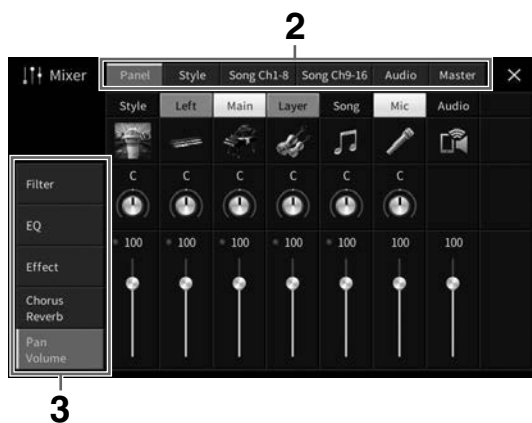 2
Mixer
Panel Style Song Ch1-8 Song Ch9-16 Audio Master ×
Style Left Main Layer Song Mic Audio
C C C C C C
100 100 100 100 100 100 100
Filter
EQ
Effect
Chorus
Reverb
Pan
Volume
3